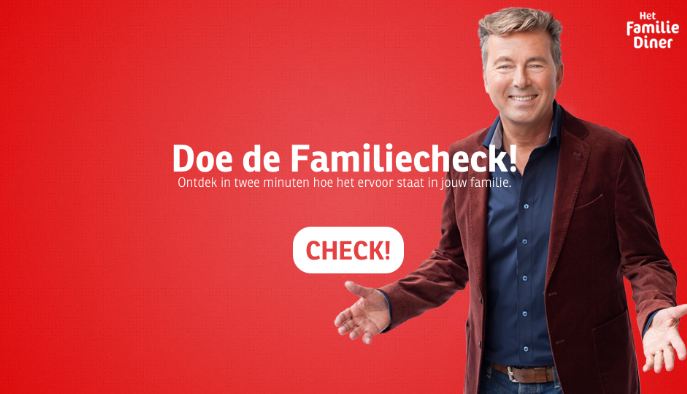 Het
Familie
Diner
Doe de Familiecheck!
Ontdek in twee minuten hoe het ervoor staat in jouw familie.
CHECK!